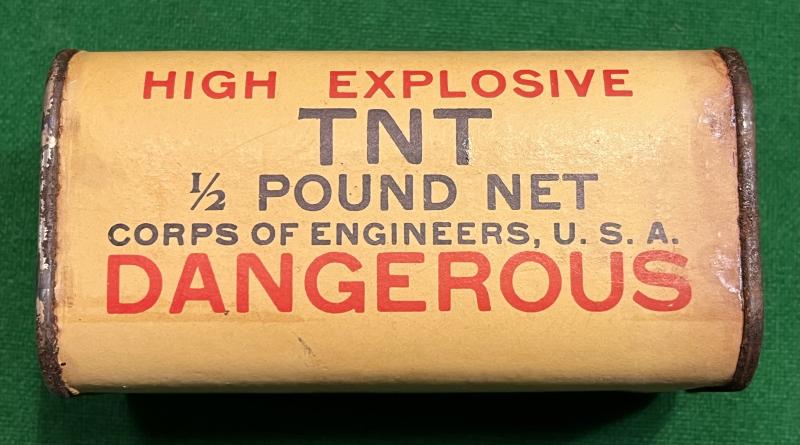 HIGH EXPLOSIVE
TNT
½ POUND NET
CORPS OF ENGINEERS, U. S. A.
DANGEROUS